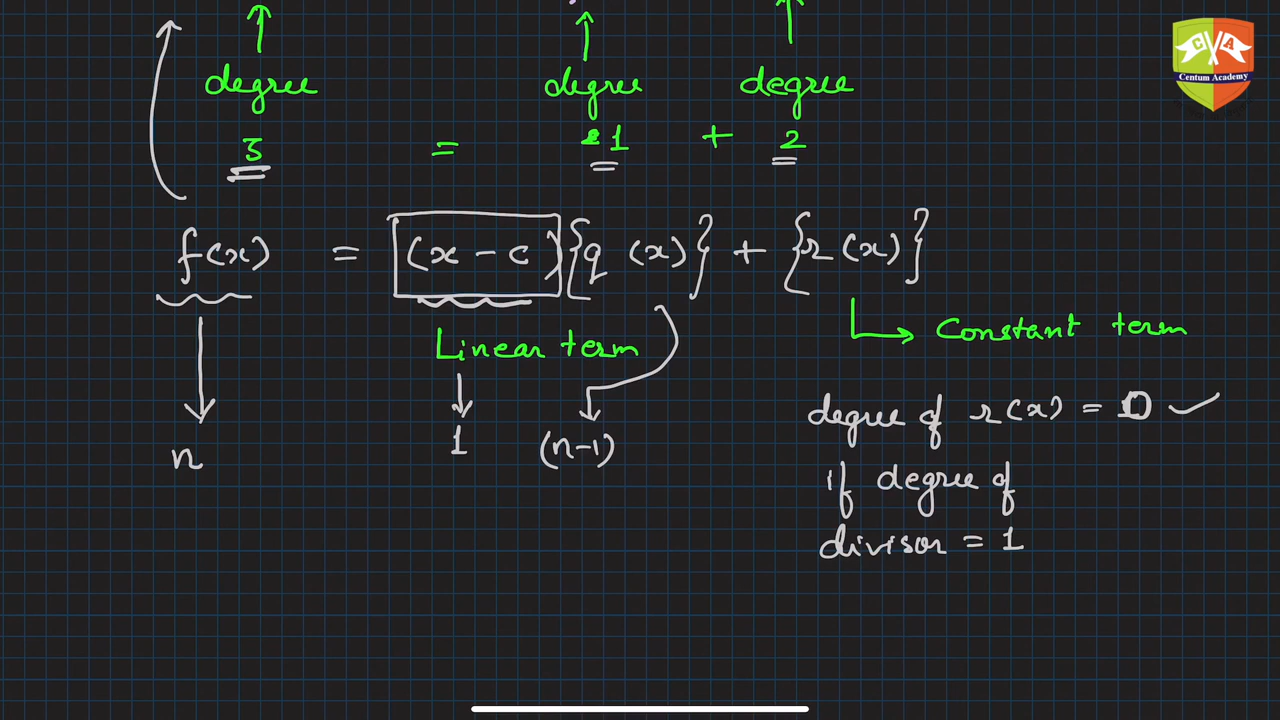 C A
Centum Academy
degree degree degree
3 = 1 + 2
f(x) = [(x - c)]{q(x)} + {r(x)}
Linear term
Constant term
n 1 (n-1)
degree of r(x) = 0 ✓
if degree of
divisor = 1